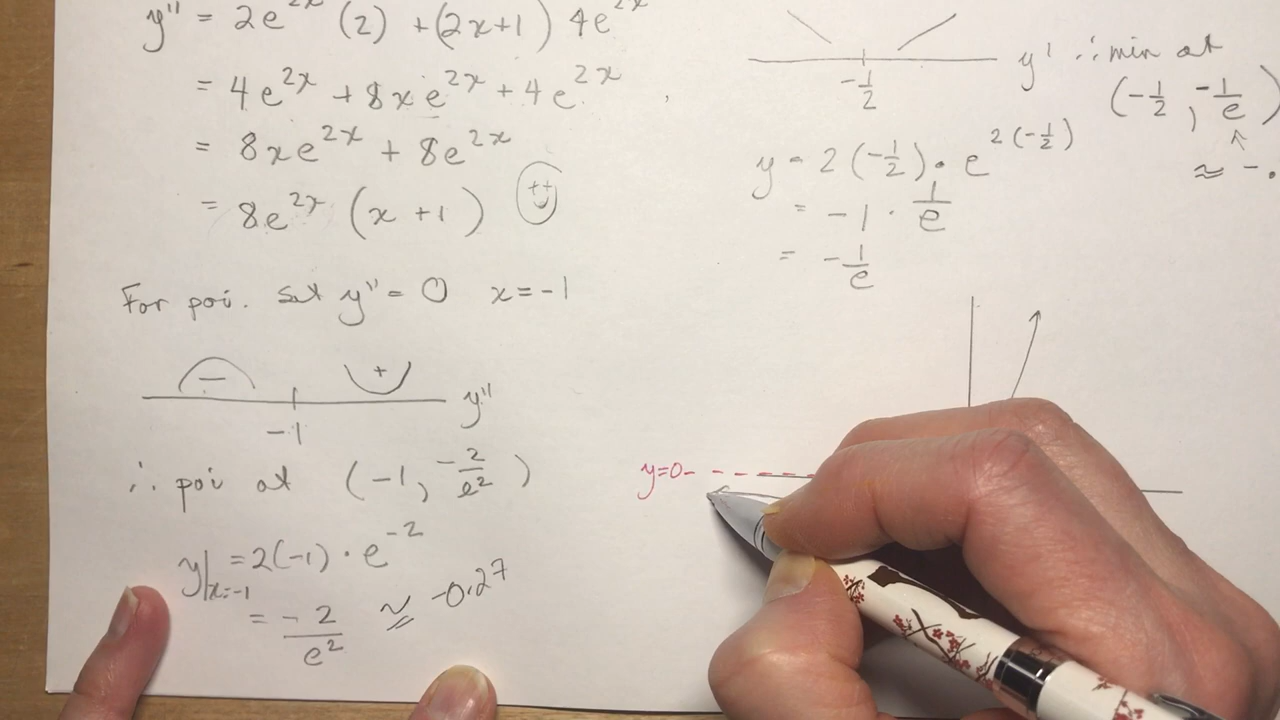 y'' = 2e^{2x} (2) + (2x+1) 4e^{2x}
= 4e^{2x} + 8xe^{2x} + 4e^{2x}
= 8xe^{2x} + 8e^{2x}
= 8e^{2x} (x + 1)
For poi. Set y'' = 0 x = -1
- +
-1 y''
∴ poi at (-1, -2/e²)
y|x=-1 = 2(-1) · e^{-2}
= -2/e² ≈ -0.27
-1/2 y' ∴ min at
(-1/2, -1/e)
≈ -.
y = 2(-1/2) · e^{2(-1/2)}
= -1 · 1/e
= -1/e
y=0